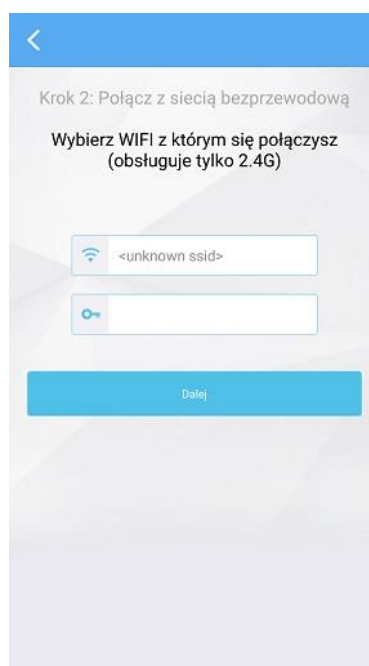 Krok 2: Połącz z siecią bezprzewodową
Wybierz WIFI z którym się połączysz
(obsługuje tylko 2.4G)
<unknown ssid>
Dalej